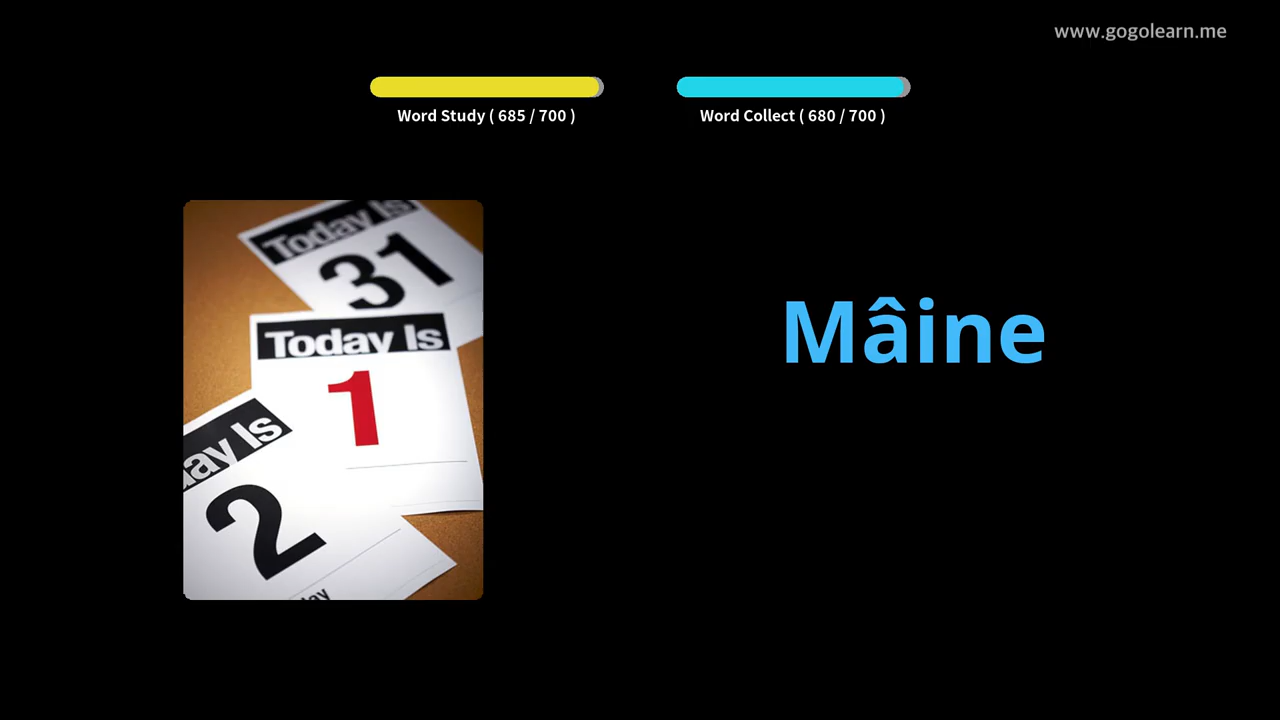 www.gogolearn.me
Word Study ( 685 / 700 )
Word Collect ( 680 / 700 )
Today Is
31
Today Is
1
Mâine
ay Is
2